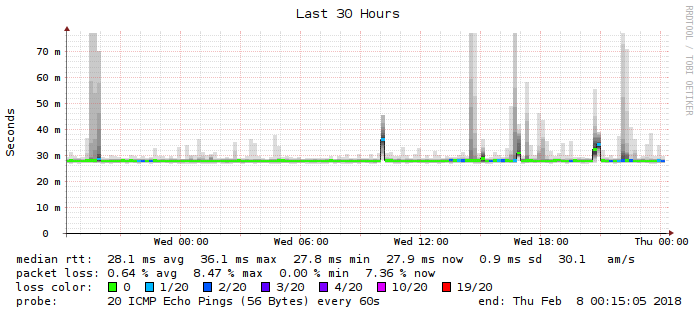 Last 30 Hours
RRDTOOL / TOBI OETIKER
Seconds
70 m
60 m
50 m
40 m
30 m
20 m
10 m
0
Wed 00:00 Wed 06:00 Wed 12:00 Wed 18:00 Thu 00:00
median rtt: 28.1 ms avg 36.1 ms max 27.8 ms min 27.9 ms now 0.9 ms sd 30.1 am/s
packet loss: 0.64 % avg 8.47 % max 0.00 % min 7.36 % now
loss color: 0 1/20 2/20 3/20 4/20 10/20 19/20
probe: 20 ICMP Echo Pings (56 Bytes) every 60s end: Thu Feb 8 00:15:05 2018